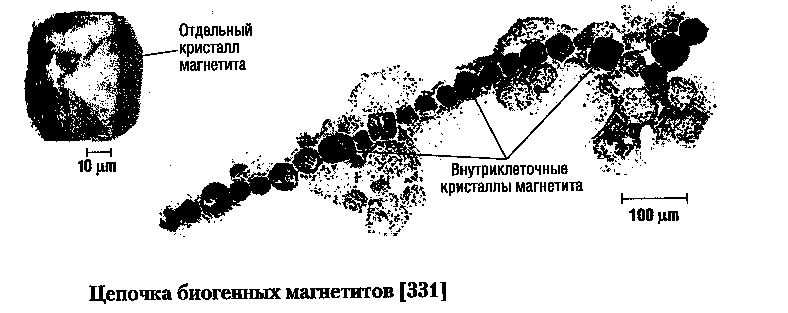 Отдельный
кристалл
магнетита
10 μm
Внутриклеточные
кристаллы магнетита
100 μm
Цепочка биогенных магнетитов [331]